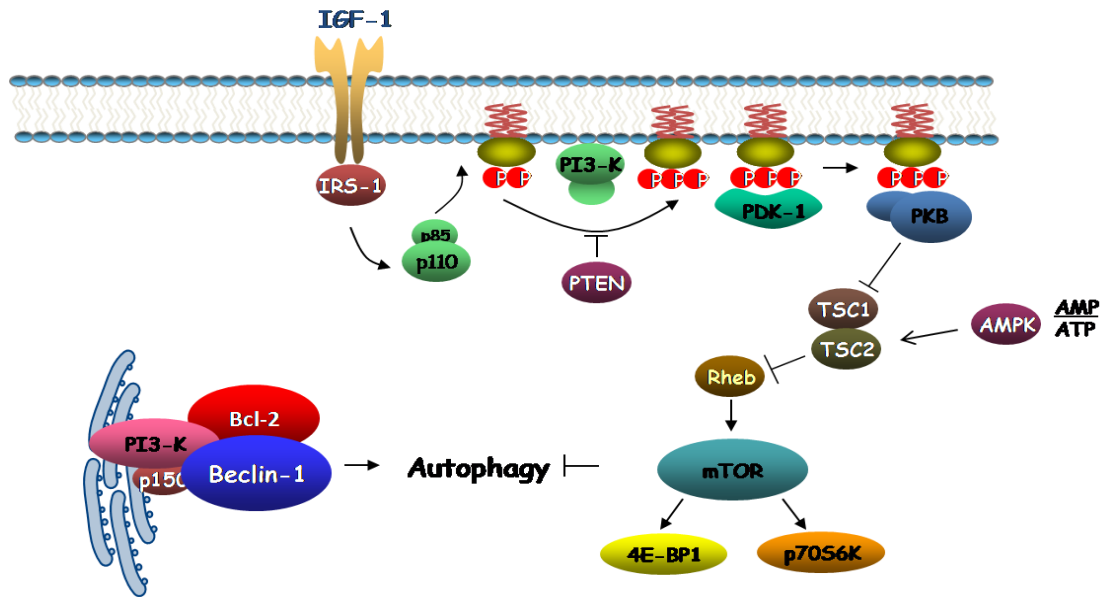 IGF-1
IRS-1
p85
p110
P P
PI3-K
P P P
P P P
PDK-1
P P P
PKB
PTEN
TSC1
TSC2
AMPK
AMP
ATP
Rheb
Bcl-2
PI3-K
p150
Beclin-1
Autophagy
mTOR
4E-BP1
p70S6K